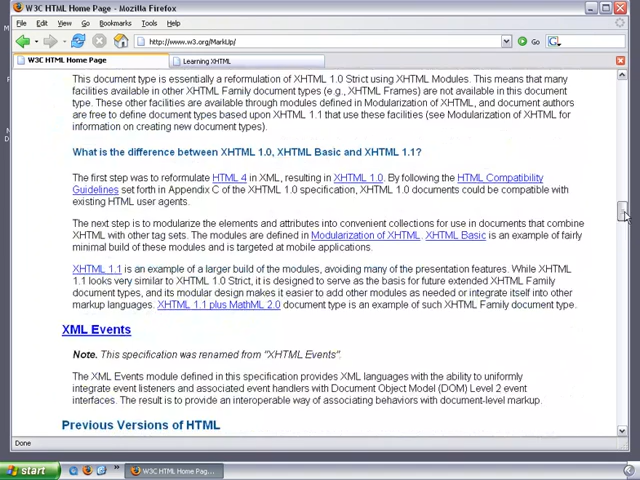 W3C HTML Home Page - Mozilla Firefox
File Edit View Go Bookmarks Tools Help
http://www.w3.org/MarkUp/
Go
W3C HTML Home Page
Learning XHTML
This document type is essentially a reformulation of XHTML 1.0 Strict using XHTML Modules. This means that many
facilities available in other XHTML Family document types (e.g., XHTML Frames) are not available in this document
type. These other facilities are available through modules defined in Modularization of XHTML, and document authors
are free to define document types based upon XHTML 1.1 that use these facilities (see Modularization of XHTML for
information on creating new document types).
What is the difference between XHTML 1.0, XHTML Basic and XHTML 1.1?
The first step was to reformulate HTML 4 in XML, resulting in XHTML 1.0. By following the HTML Compatibility
Guidelines set forth in Appendix C of the XHTML 1.0 specification, XHTML 1.0 documents could be compatible with
existing HTML user agents.
The next step is to modularize the elements and attributes into convenient collections for use in documents that combine
XHTML with other tag sets. The modules are defined in Modularization of XHTML. XHTML Basic is an example of fairly
minimal build of these modules and is targeted at mobile applications.
XHTML 1.1 is an example of a larger build of the modules, avoiding many of the presentation features. While XHTML
1.1 looks very similar to XHTML 1.0 Strict, it is designed to serve as the basis for future extended XHTML Family
document types, and its modular design makes it easier to add other modules as needed or integrate itself into other
markup languages. XHTML 1.1 plus MathML 2.0 document type is an example of such XHTML Family document type.
XML Events
Note. This specification was renamed from "XHTML Events".
The XML Events module defined in this specification provides XML languages with the ability to uniformly
integrate event listeners and associated event handlers with Document Object Model (DOM) Level 2 event
interfaces. The result is to provide an interoperable way of associating behaviors with document-level markup.
Previous Versions of HTML
Done
start
W3C HTML Home Pag...